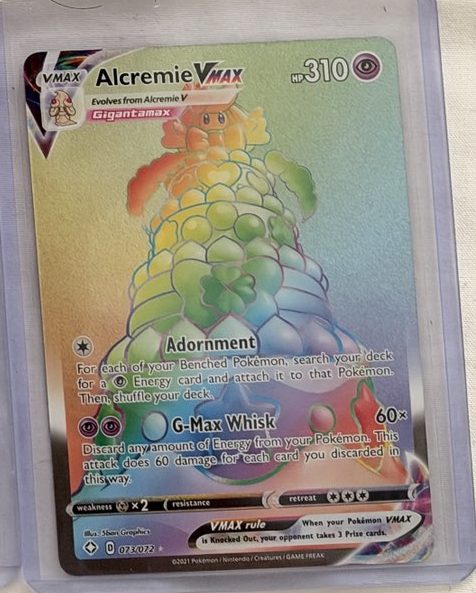 VMAX Alcremie VMAX HP 310
Evolves from Alcremie V
Gigantamax
Adornment
For each of your Benched Pokémon, search your deck
for a Energy card and attach it to that Pokémon.
Then, shuffle your deck.
G-Max Whisk 60×
Discard any amount of Energy from your Pokémon. This
attack does 60 damage for each card you discarded in
this way.
weakness ×2 resistance retreat
VMAX rule When your Pokémon VMAX
is Knocked Out, your opponent takes 3 Prize cards.
Illus. 5ban Graphics
D 073/072
©2021 Pokémon / Nintendo / Creatures / GAME FREAK